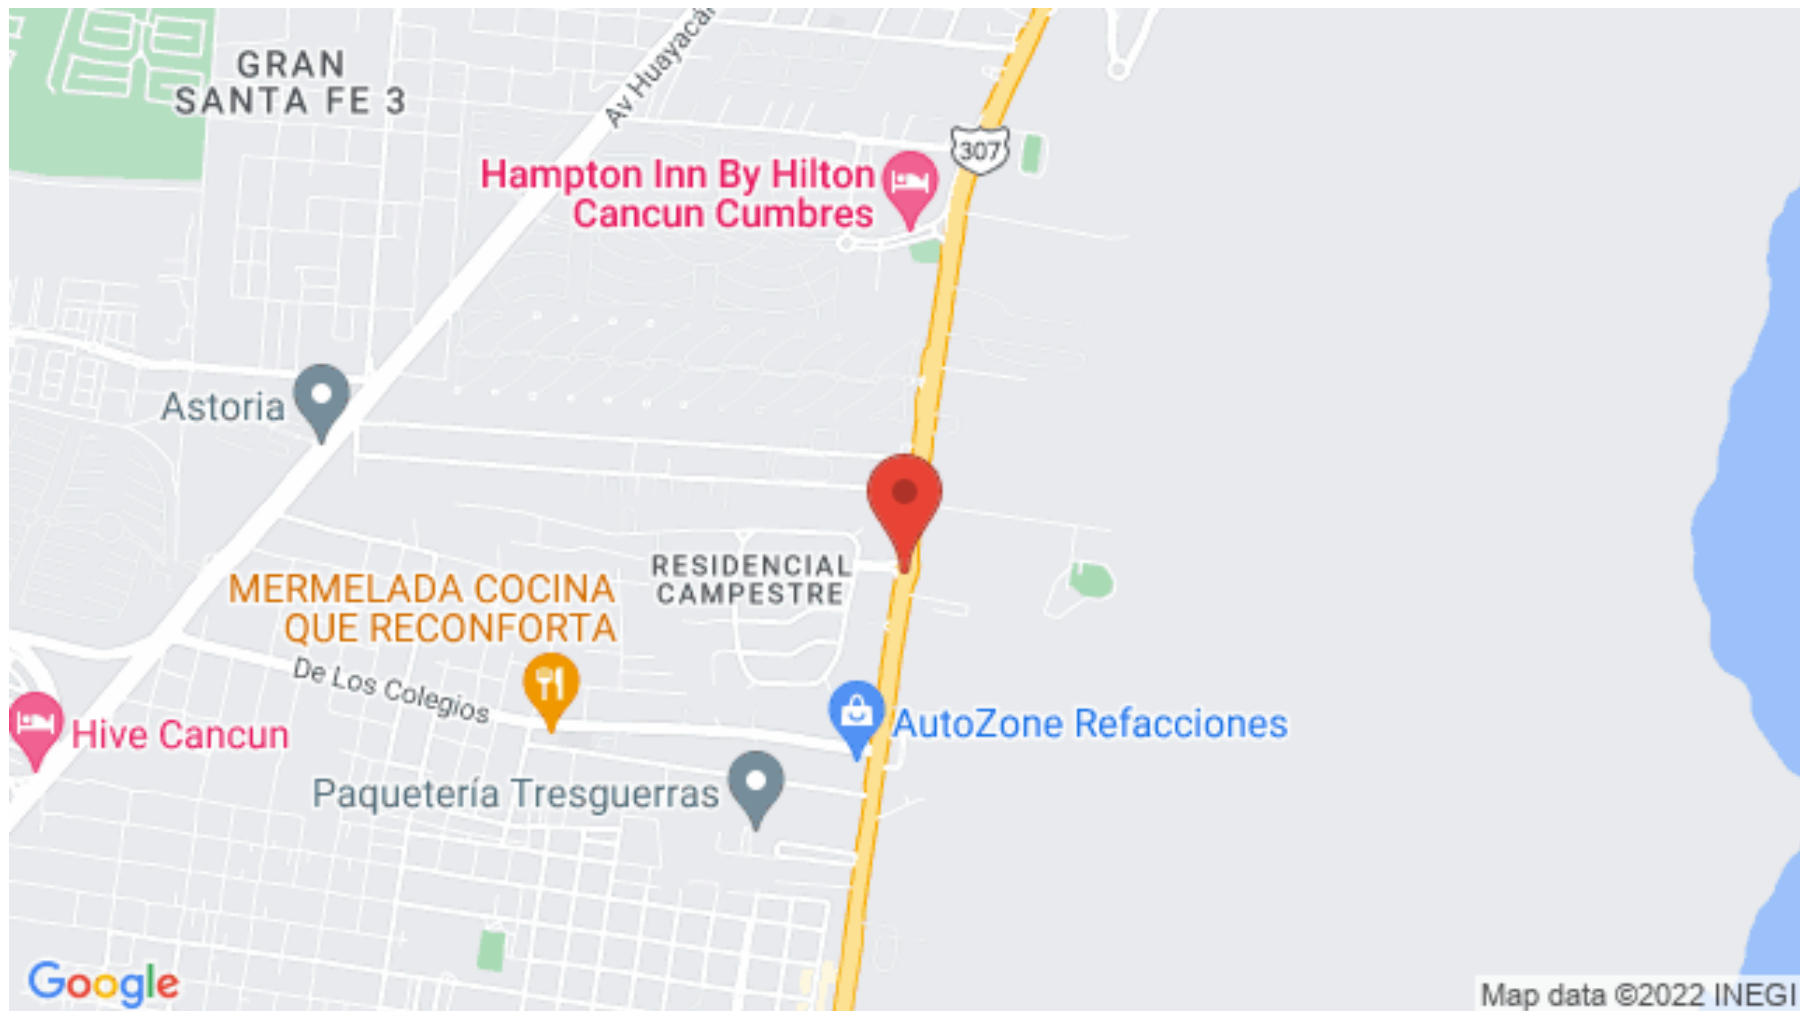 GRAN
SANTA FE 3
Av Huayacán
307
Hampton Inn By Hilton
Cancun Cumbres
Astoria
RESIDENCIAL
CAMPESTRE
MERMELADA COCINA
QUE RECONFORTA
De Los Colegios
Hive Cancun
AutoZone Refacciones
Paquetería Tresguerras
Google
Map data ©2022 INEGI